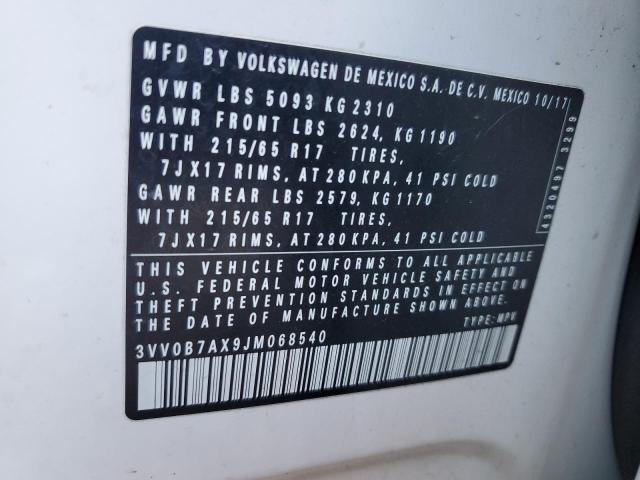 MFD BY VOLKSWAGEN DE MEXICO S.A. DE C.V. MEXICO 10/17
GVWR LBS 5093 KG 2310
GAWR FRONT LBS 2624, KG 1190
WITH 215/65 R17 TIRES,
7JX17 RIMS, AT 280 KPA, 41 PSI COLD
GAWR REAR LBS 2579, KG 1170
WITH 215/65 R17 TIRES,
7JX17 RIMS, AT 280 KPA, 41 PSI COLD
4320497 3299
THIS VEHICLE CONFORMS TO ALL APPLICABLE
U.S. FEDERAL MOTOR VEHICLE SAFETY AND
THEFT PREVENTION STANDARDS IN EFFECT ON
THE DATE OF MANUFACTURE SHOWN ABOVE.
3VV0B7AX9JM068540 TYPE: MPV